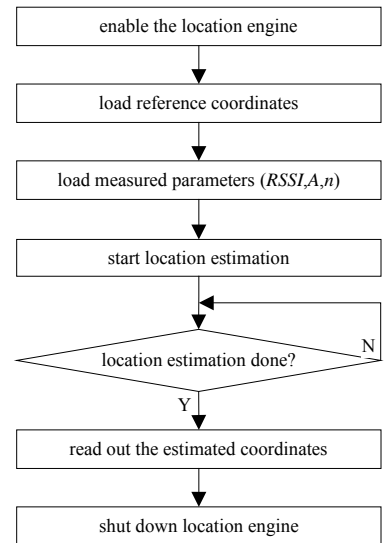 enable the location engine
load reference coordinates
load measured parameters (RSSI,A,n)
start location estimation
location estimation done?
N
Y
read out the estimated coordinates
shut down location engine